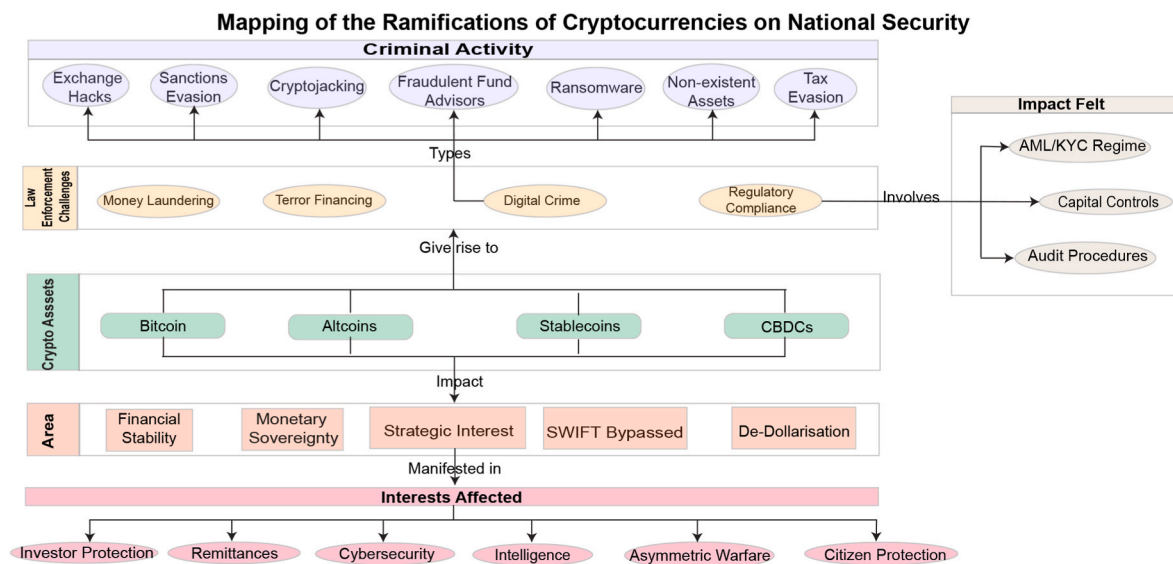 Mapping of the Ramifications of Cryptocurrencies on National Security
Criminal Activity
Exchange
Hacks
Sanctions
Evasion
Cryptojacking
Fraudulent Fund
Advisors
Ransomware
Non-existent
Assets
Tax
Evasion
Types
Law
Enforcement
Challenges
Money Laundering
Terror Financing
Digital Crime
Regulatory
Compliance
Involves
Impact Felt
AML/KYC Regime
Capital Controls
Audit Procedures
Give rise to
Crypto Asssets
Bitcoin
Altcoins
Stablecoins
CBDCs
Impact
Area
Financial
Stability
Monetary
Sovereignty
Strategic Interest
SWIFT Bypassed
De-Dollarisation
Manifested in
Interests Affected
Investor Protection
Remittances
Cybersecurity
Intelligence
Asymmetric Warfare
Citizen Protection